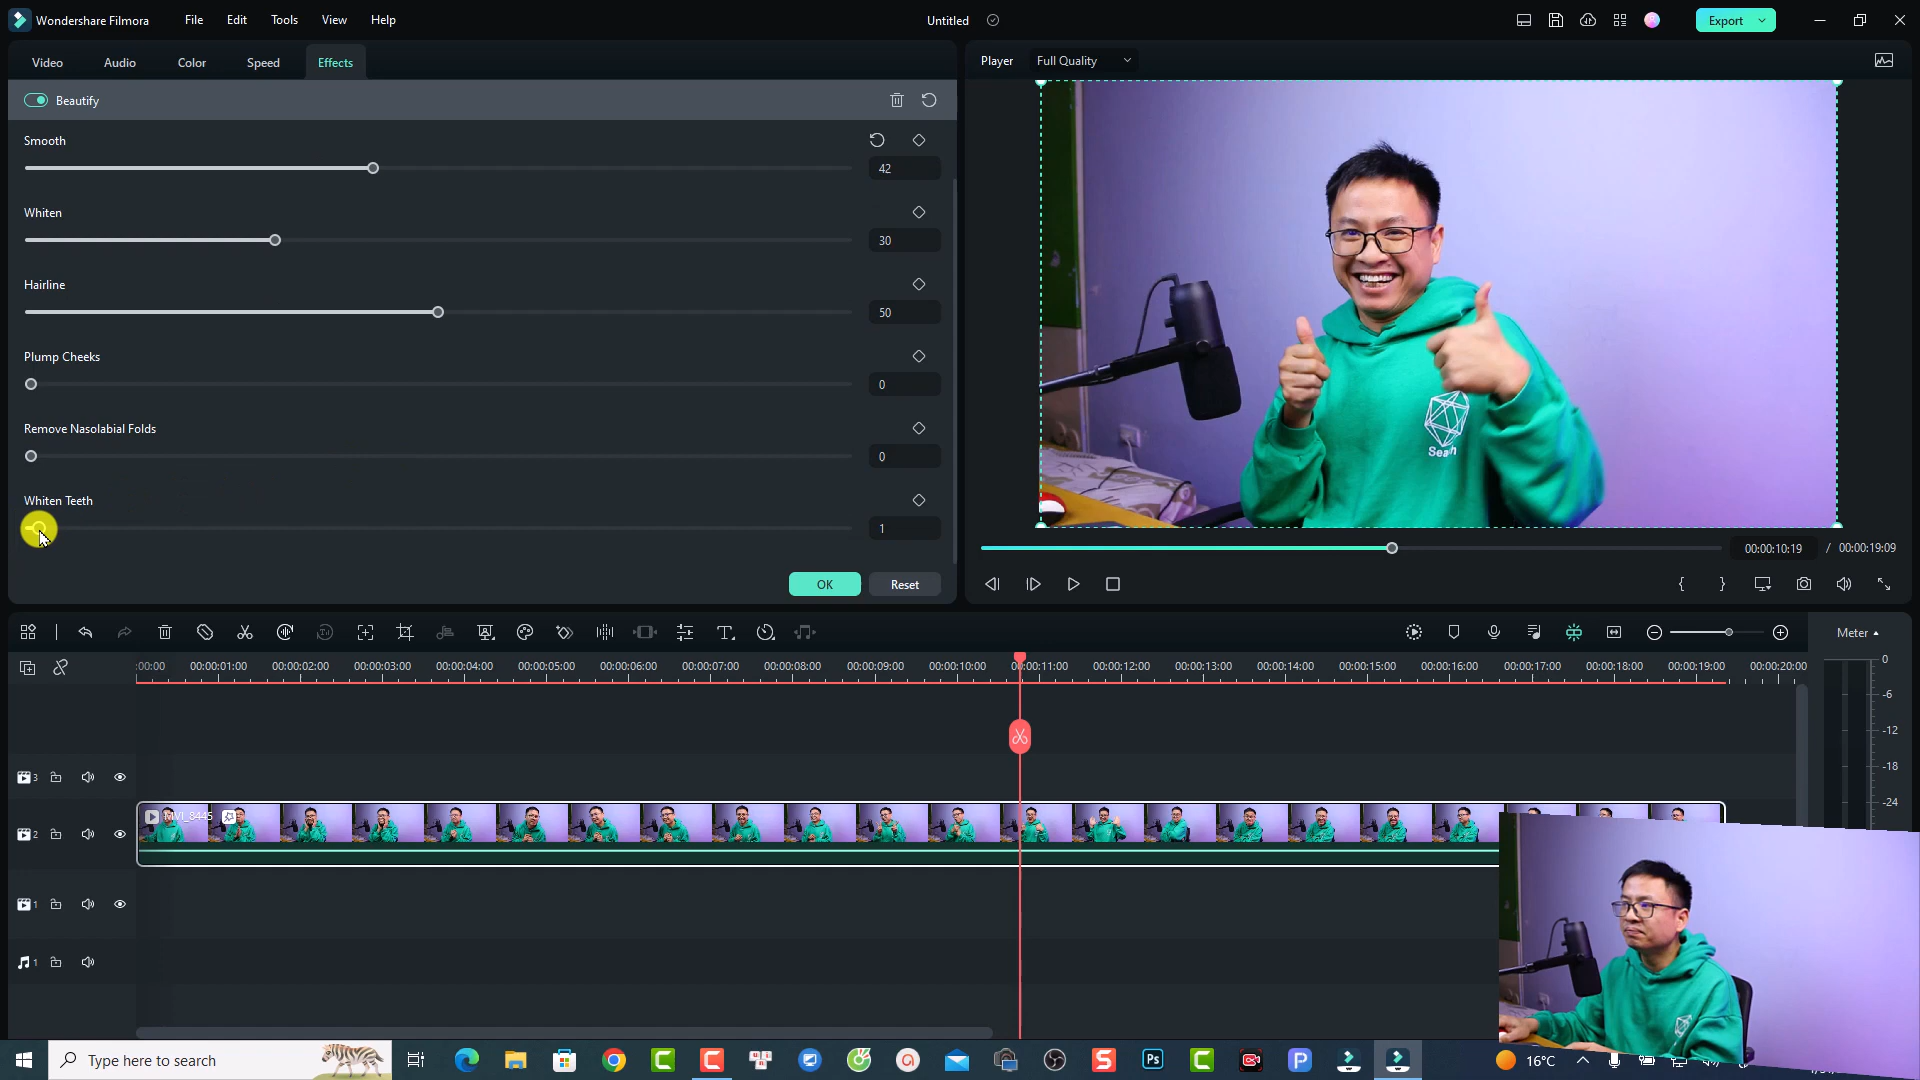 Wondershare Filmora File Edit Tools View Help Untitled Export
Video Audio Color Speed Effects
Player Full Quality
Beautify
Smooth
42
Whiten
30
Hairline
50
Plump Cheeks
0
Remove Nasolabial Folds
0
Whiten Teeth
1
OK Reset
00:00:10:19 / 00:00:19:09
Meter
:00:00 00:00:01:00 00:00:02:00 00:00:03:00 00:00:04:00 00:00:05:00 00:00:06:00 00:00:07:00 00:00:08:00 00:00:09:00 00:00:10:00 00:00:11:00 00:00:12:00 00:00:13:00 00:00:14:00 00:00:15:00 00:00:16:00 00:00:17:00 00:00:18:00 00:00:19:00 00:00:20:00
0
-6
-12
-18
-24
3
MVI_8445
2
1
1
Type here to search
Ps
16°C